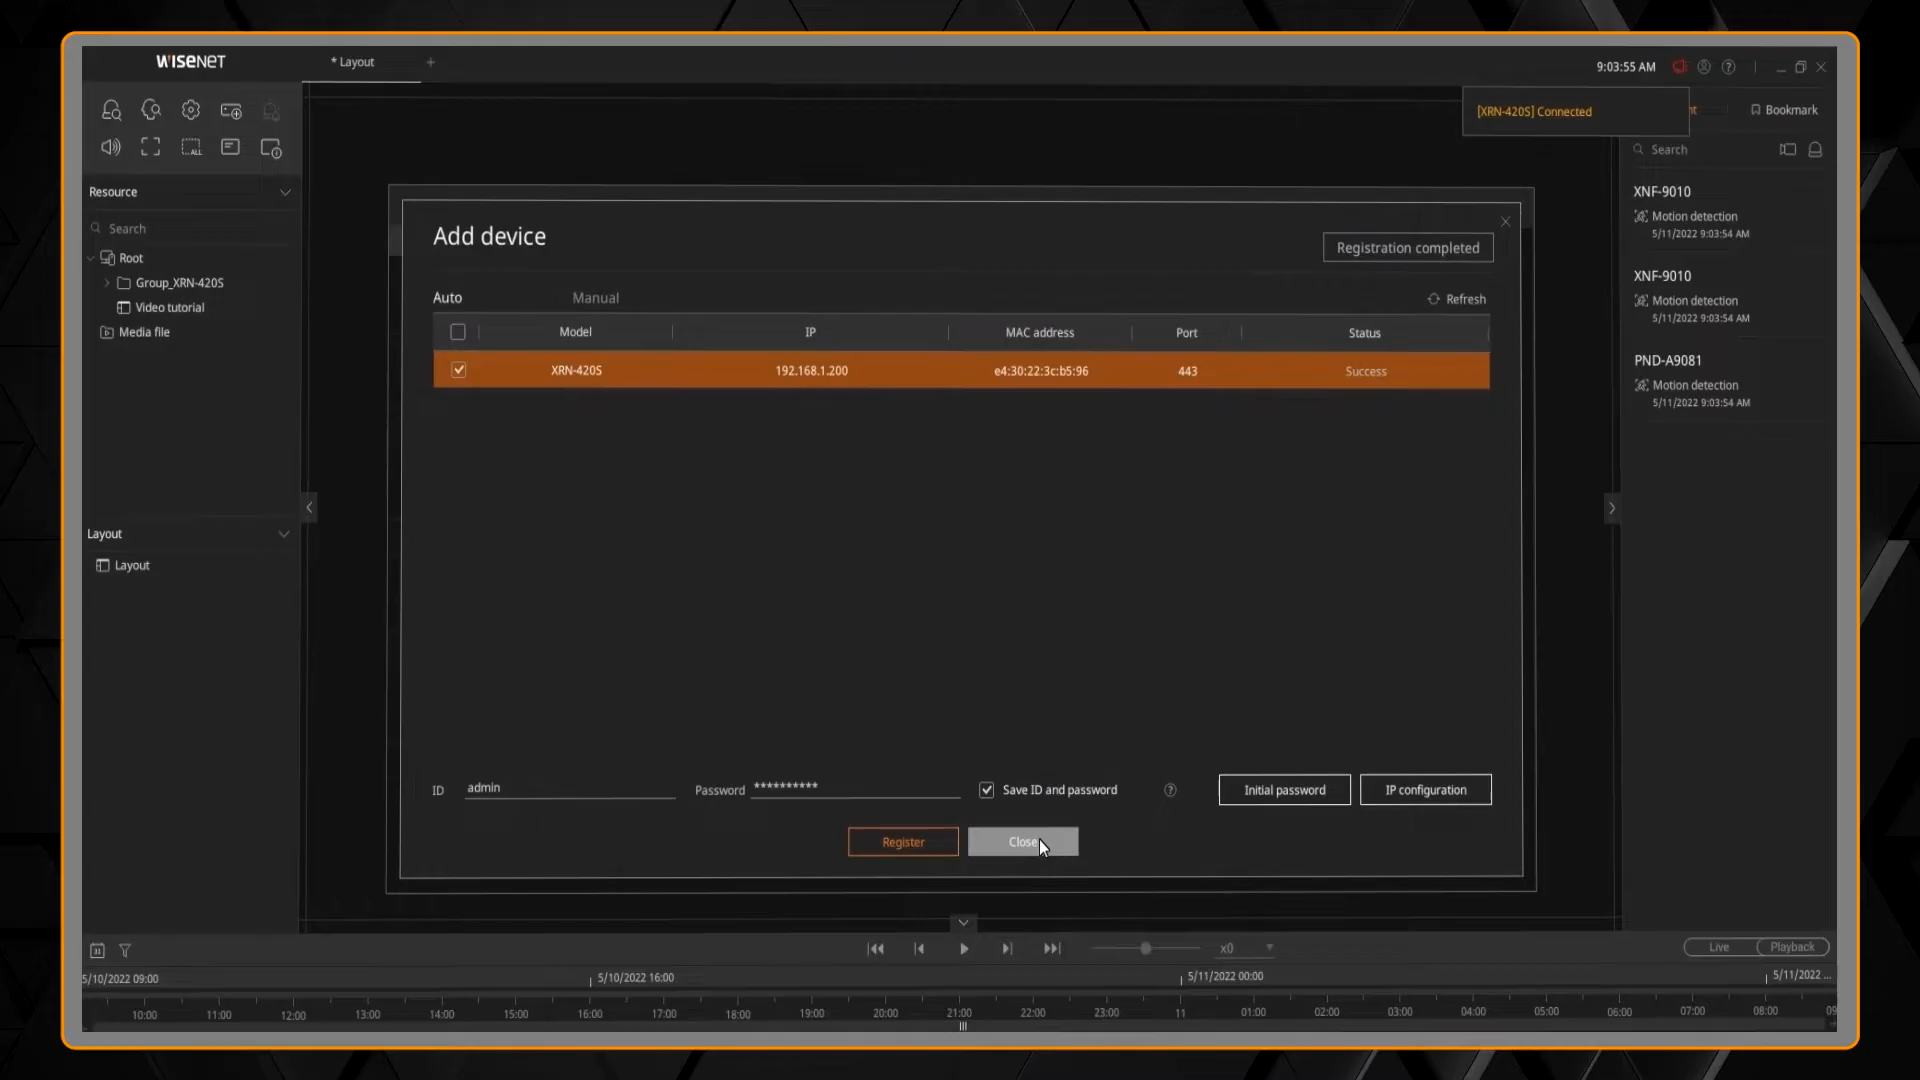 WISENET
* Layout
+
9:03:55 AM
[XRN-420S] Connected
Bookmark
Search
Resource
Search
Root
Group_XRN-420S
Video tutorial
Media file
Layout
Layout
Add device
Registration completed
Auto
Manual
Refresh
Model
IP
MAC address
Port
Status
XRN-420S
192.168.1.200
e4:30:22:3c:b5:96
443
Success
ID
admin
Password
**********
Save ID and password
?
Initial password
IP configuration
Register
Close
XNF-9010
Motion detection
5/11/2022 9:03:54 AM
XNF-9010
Motion detection
5/11/2022 9:03:54 AM
PND-A9081
Motion detection
5/11/2022 9:03:54 AM
x0
Live
Playback
5/10/2022 09:00
5/10/2022 16:00
5/11/2022 00:00
5/11/2022 ...
10:00 11:00 12:00 13:00 14:00 15:00 16:00 17:00 18:00 19:00 20:00 21:00 22:00 23:00 11 01:00 02:00 03:00 04:00 05:00 06:00 07:00 08:00 09